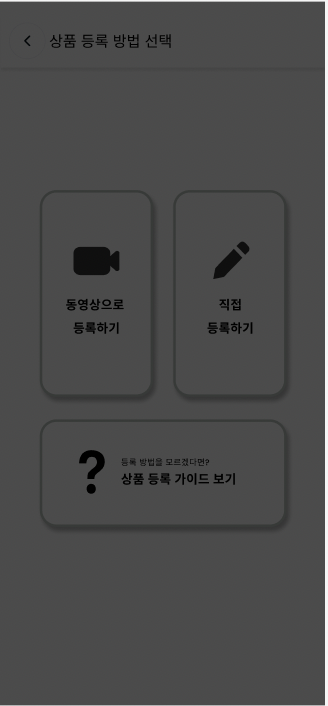 상품 등록 방법 선택
동영상으로
등록하기
직접
등록하기
?
등록 방법을 모르겠다면?
상품 등록 가이드 보기